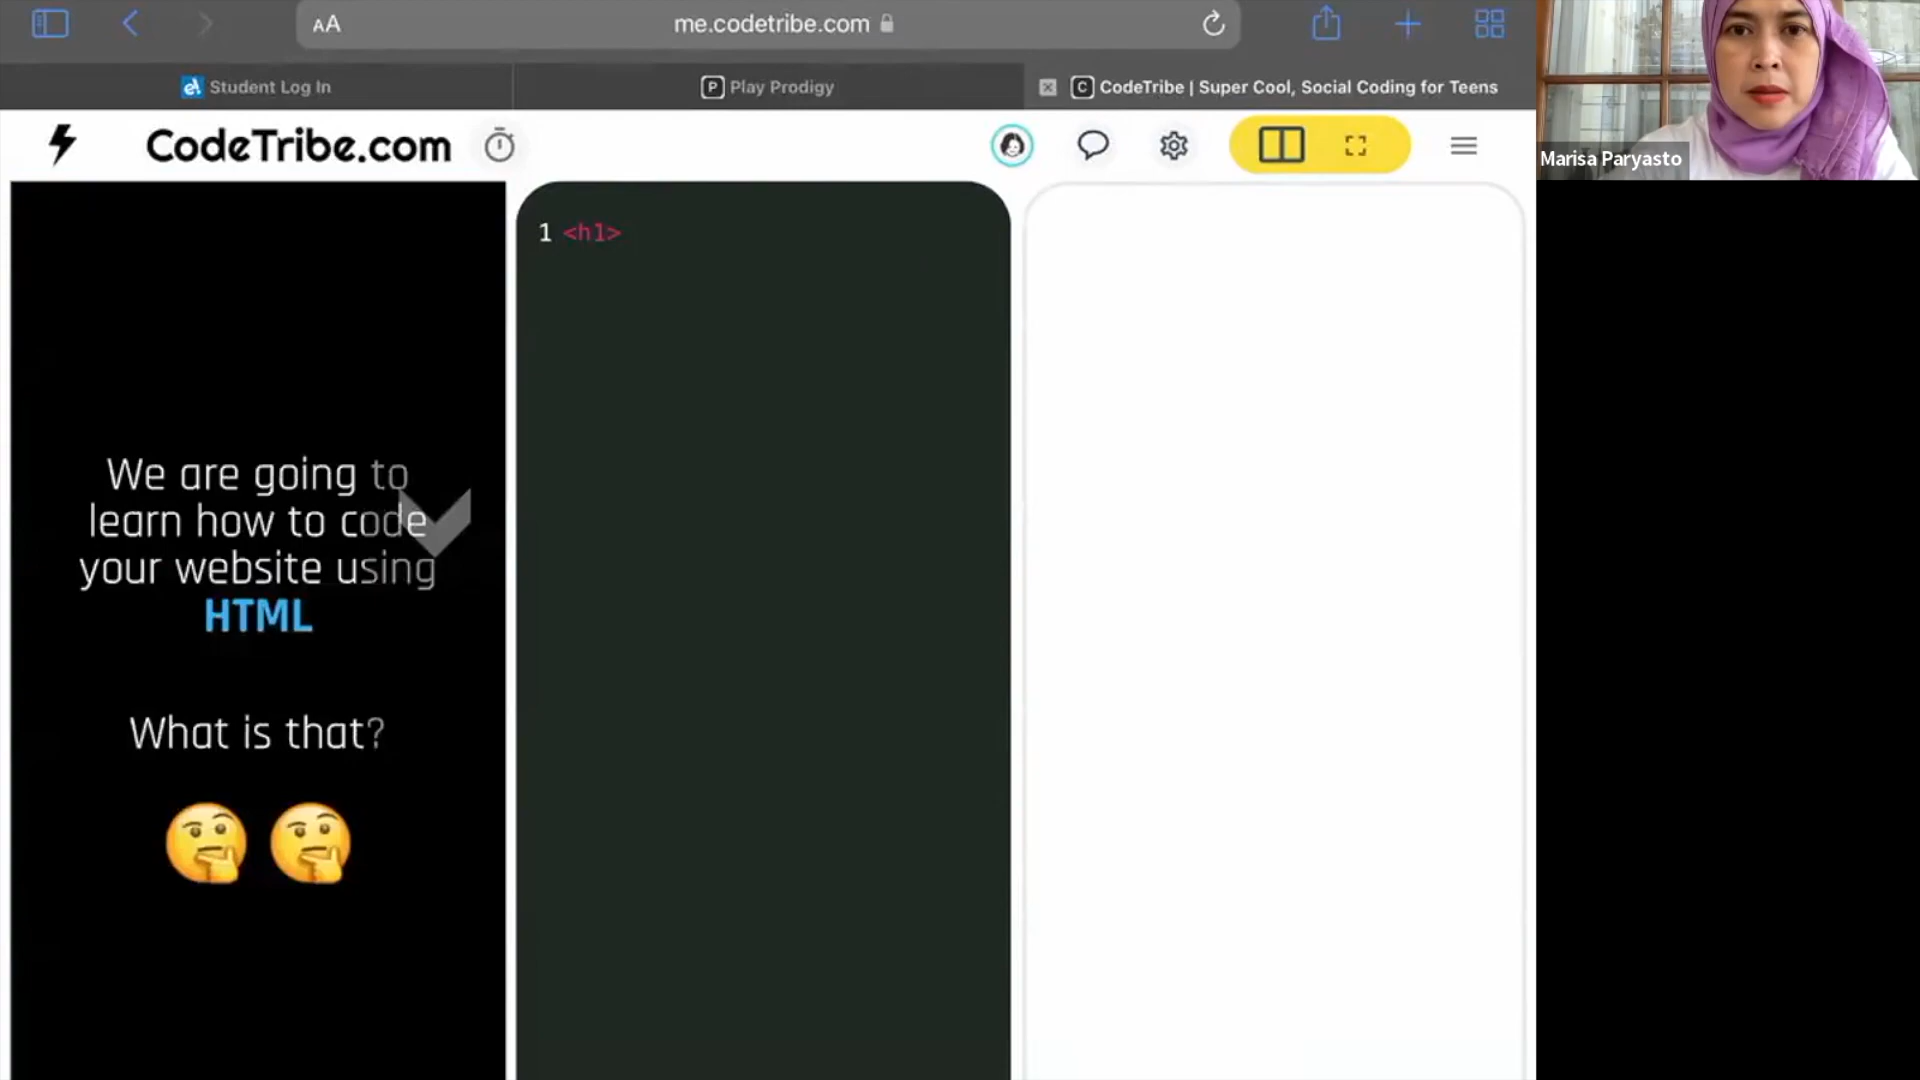 AA me.codetribe.com
Student Log In
P Play Prodigy
C CodeTribe | Super Cool, Social Coding for Teens
Marisa Paryasto
CodeTribe.com
1 <h1>
We are going to
learn how to code
your website using
HTML
What is that?